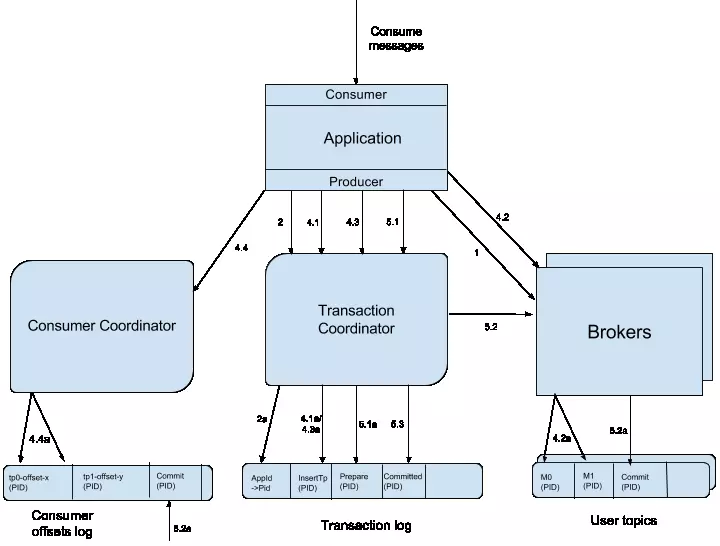 Consume
messages
Consumer
Application
Producer
4.4
2
4.1
4.3
5.1
1
4.2
Consumer Coordinator
Transaction
Coordinator
5.2
Brokers
4.4a
2a
4.1a/
4.3a
5.1a
5.3
4.2a
5.2a
tp0-offset-x
(PID)
tp1-offset-y
(PID)
Commit
(PID)
AppId
->Pid
InsertTp
(PID)
Prepare
(PID)
Committed
(PID)
M0
(PID)
M1
(PID)
Commit
(PID)
Consumer
offsets log
5.2a
Transaction log
User topics